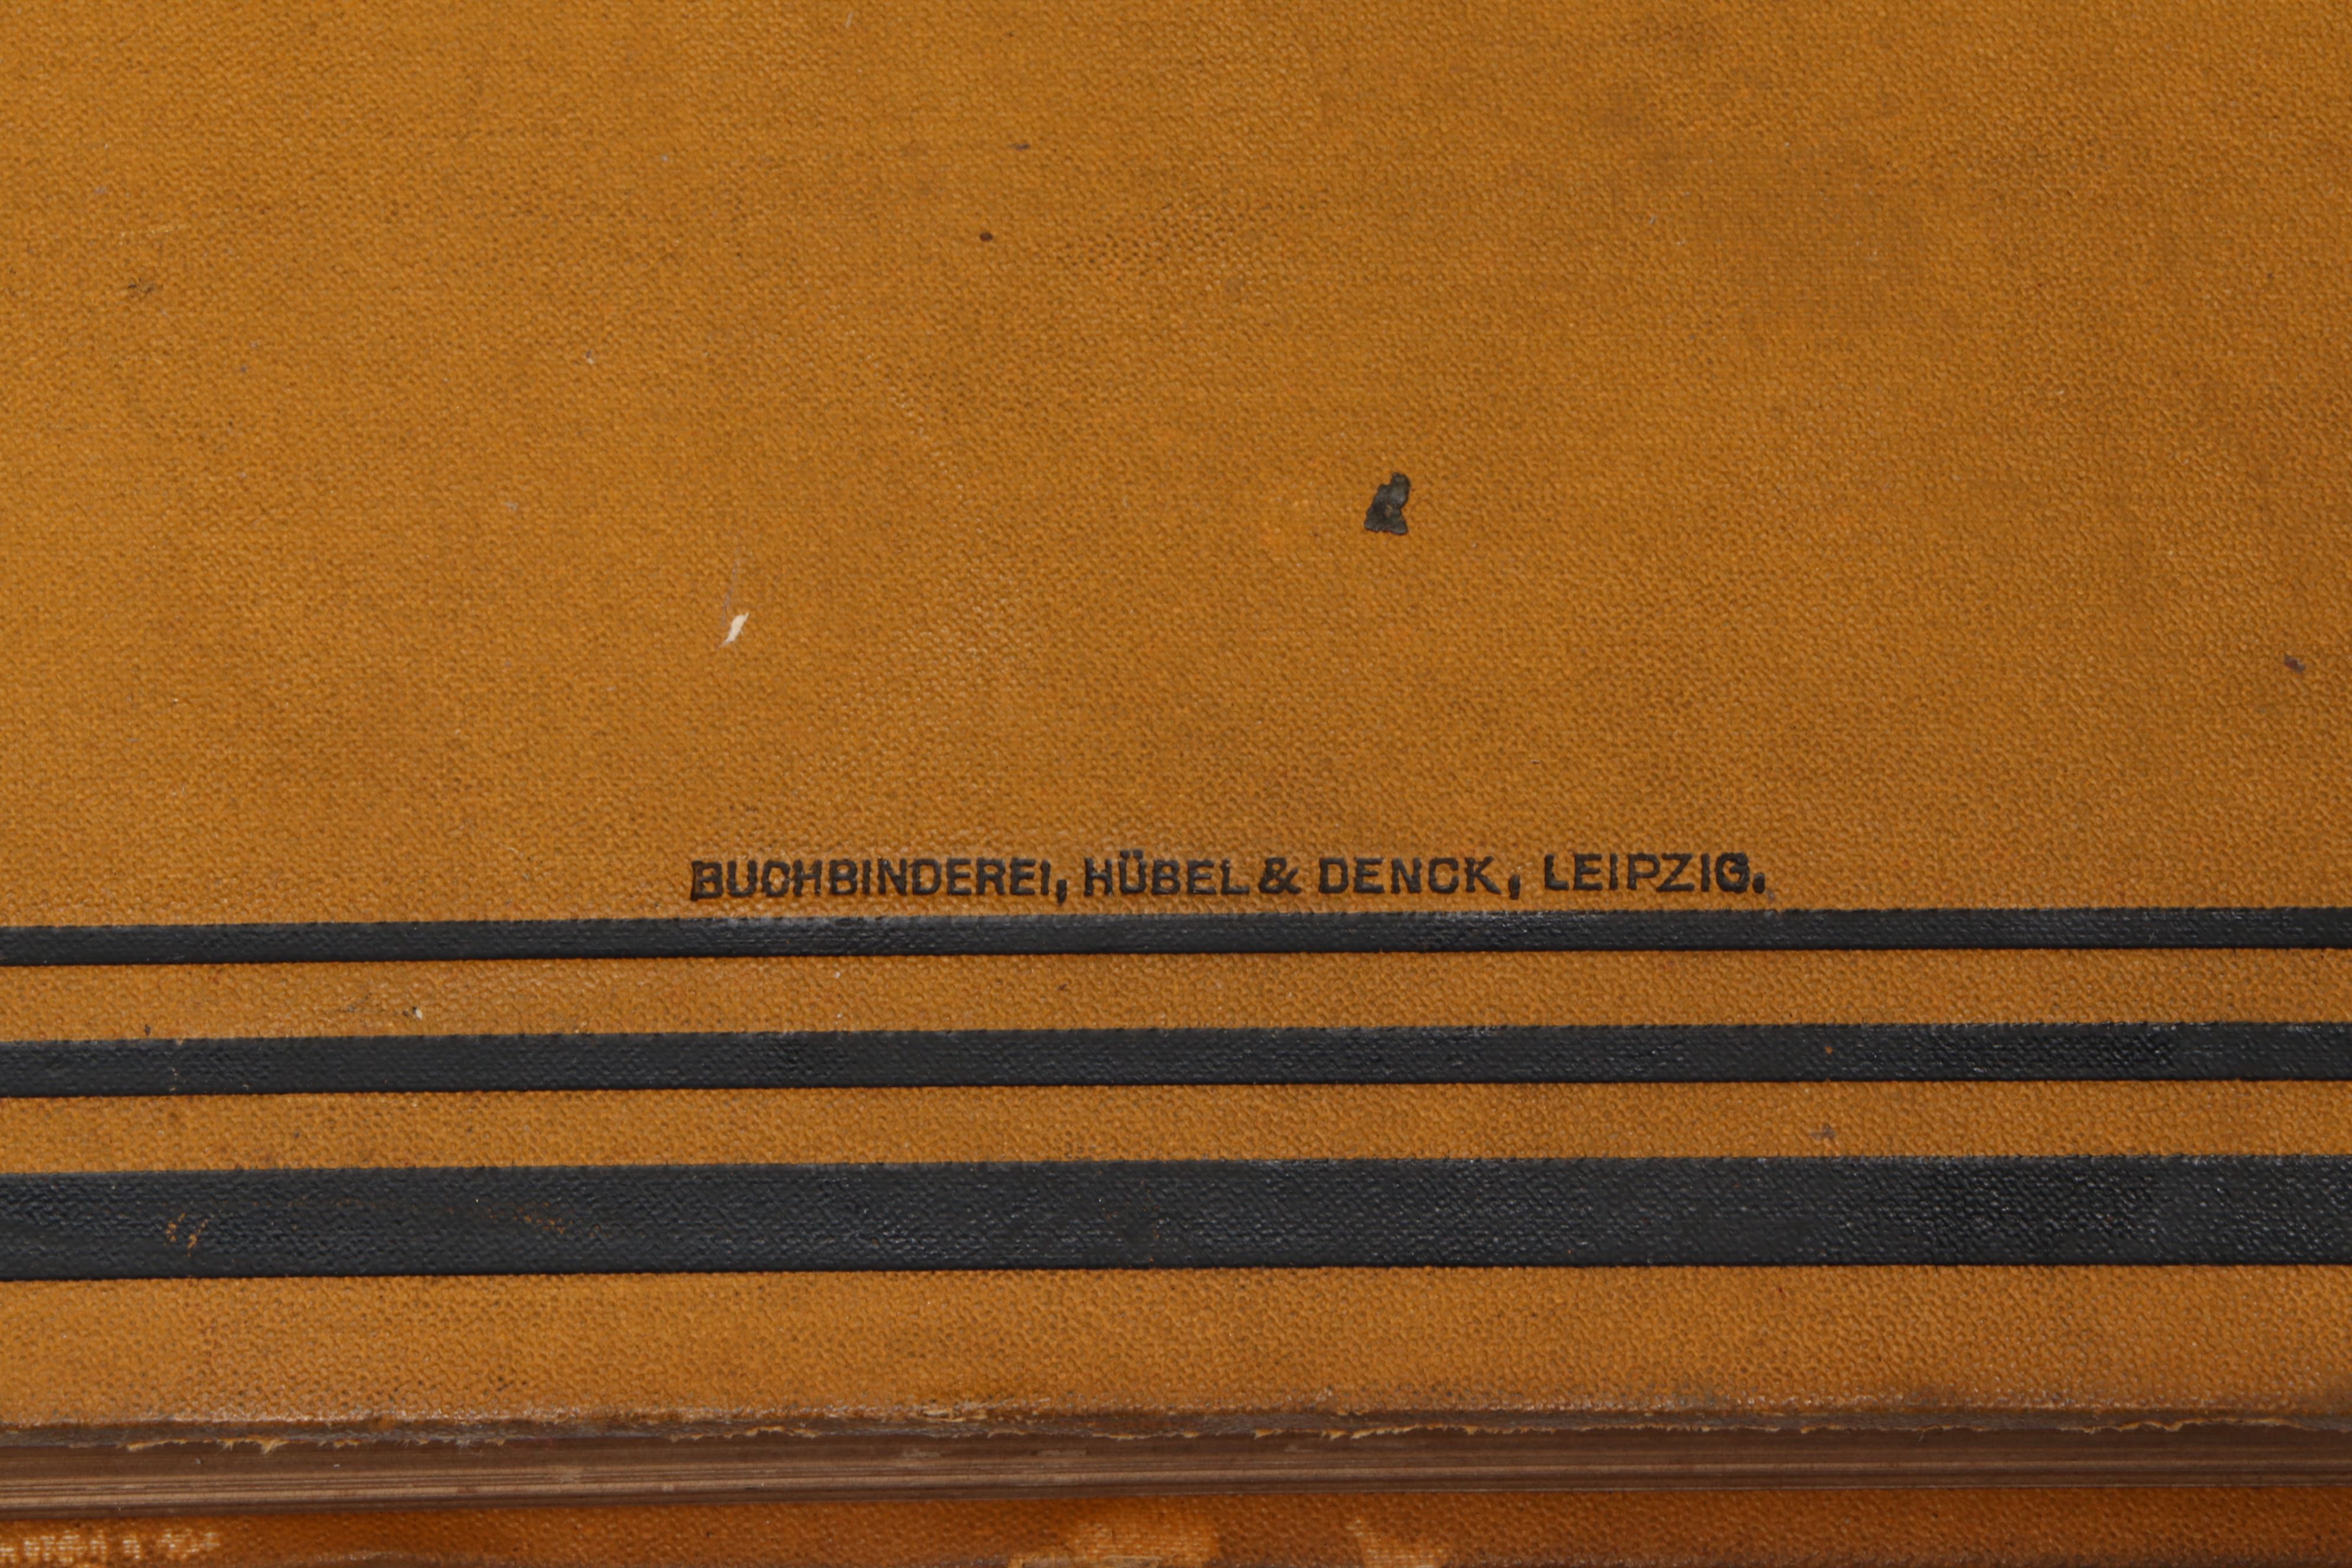 BUCHBINDEREI, HÜBEL & DENCK, LEIPZIG.